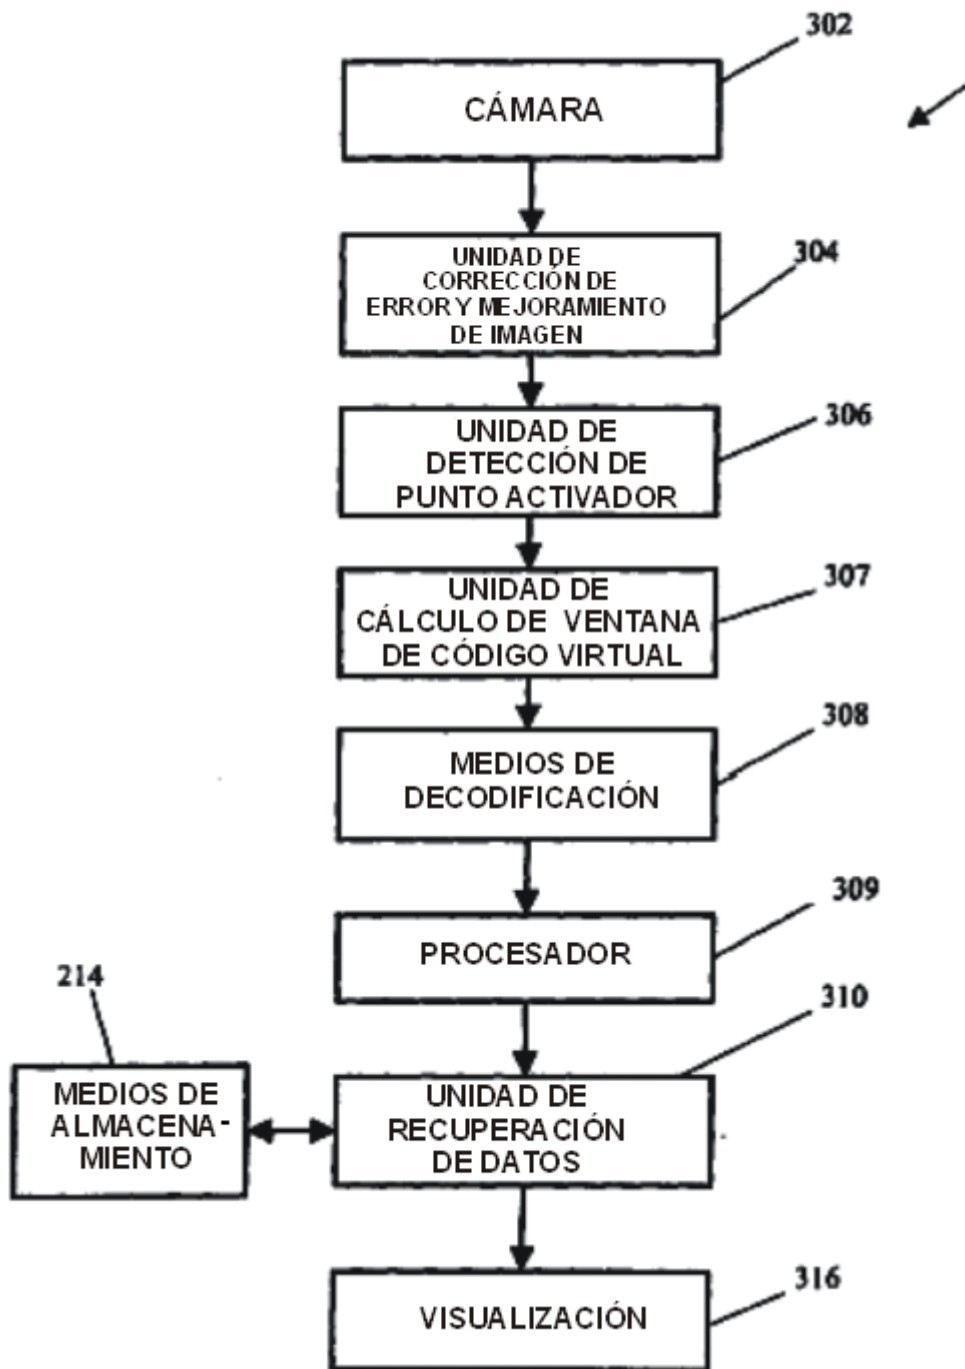 302
CÁMARA
UNIDAD DE
CORRECCIÓN DE
ERROR Y MEJORAMIENTO
DE IMAGEN
304
UNIDAD DE
DETECCIÓN DE
PUNTO ACTIVADOR
306
UNIDAD DE
CÁLCULO DE VENTANA
DE CÓDIGO VIRTUAL
307
MEDIOS DE
DECODIFICACIÓN
308
PROCESADOR
309
214
MEDIOS DE
ALMACENA-
MIENTO
310
UNIDAD DE
RECUPERACIÓN
DE DATOS
VISUALIZACIÓN
316